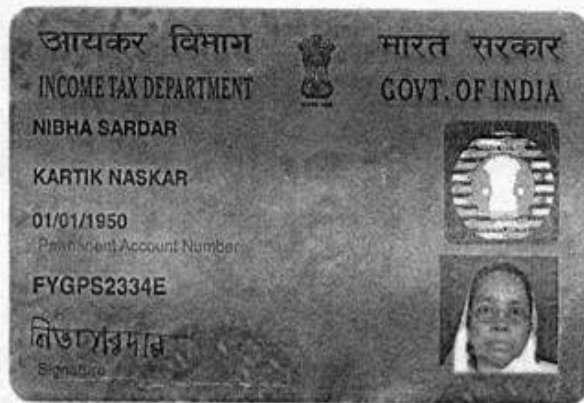 आयकर विभाग
भारत सरकार
INCOME TAX DEPARTMENT
GOVT. OF INDIA
NIBHA SARDAR
KARTIK NASKAR
01/01/1950
Permanent Account Number
FYGPS2334E
নিভা সরদার
Signature